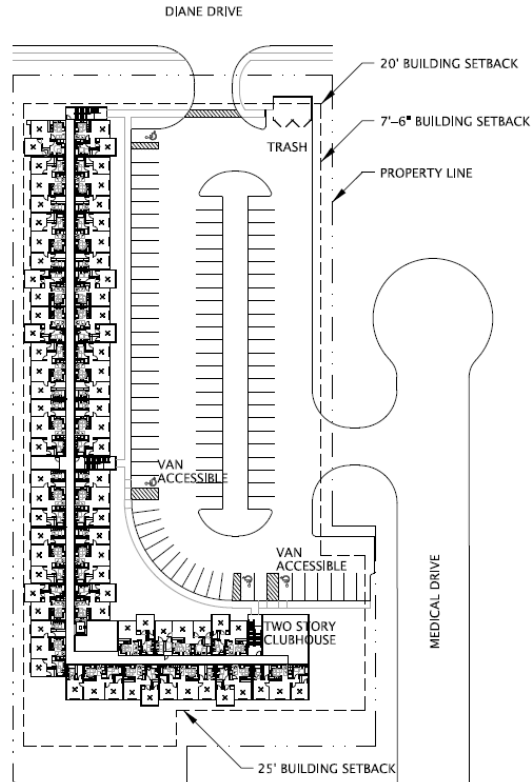 DIANE DRIVE
20' BUILDING SETBACK
7'-6" BUILDING SETBACK
TRASH
PROPERTY LINE
VAN
ACCESSIBLE
VAN
ACCESSIBLE
TWO STORY
CLUBHOUSE
MEDICAL DRIVE
25' BUILDING SETBACK